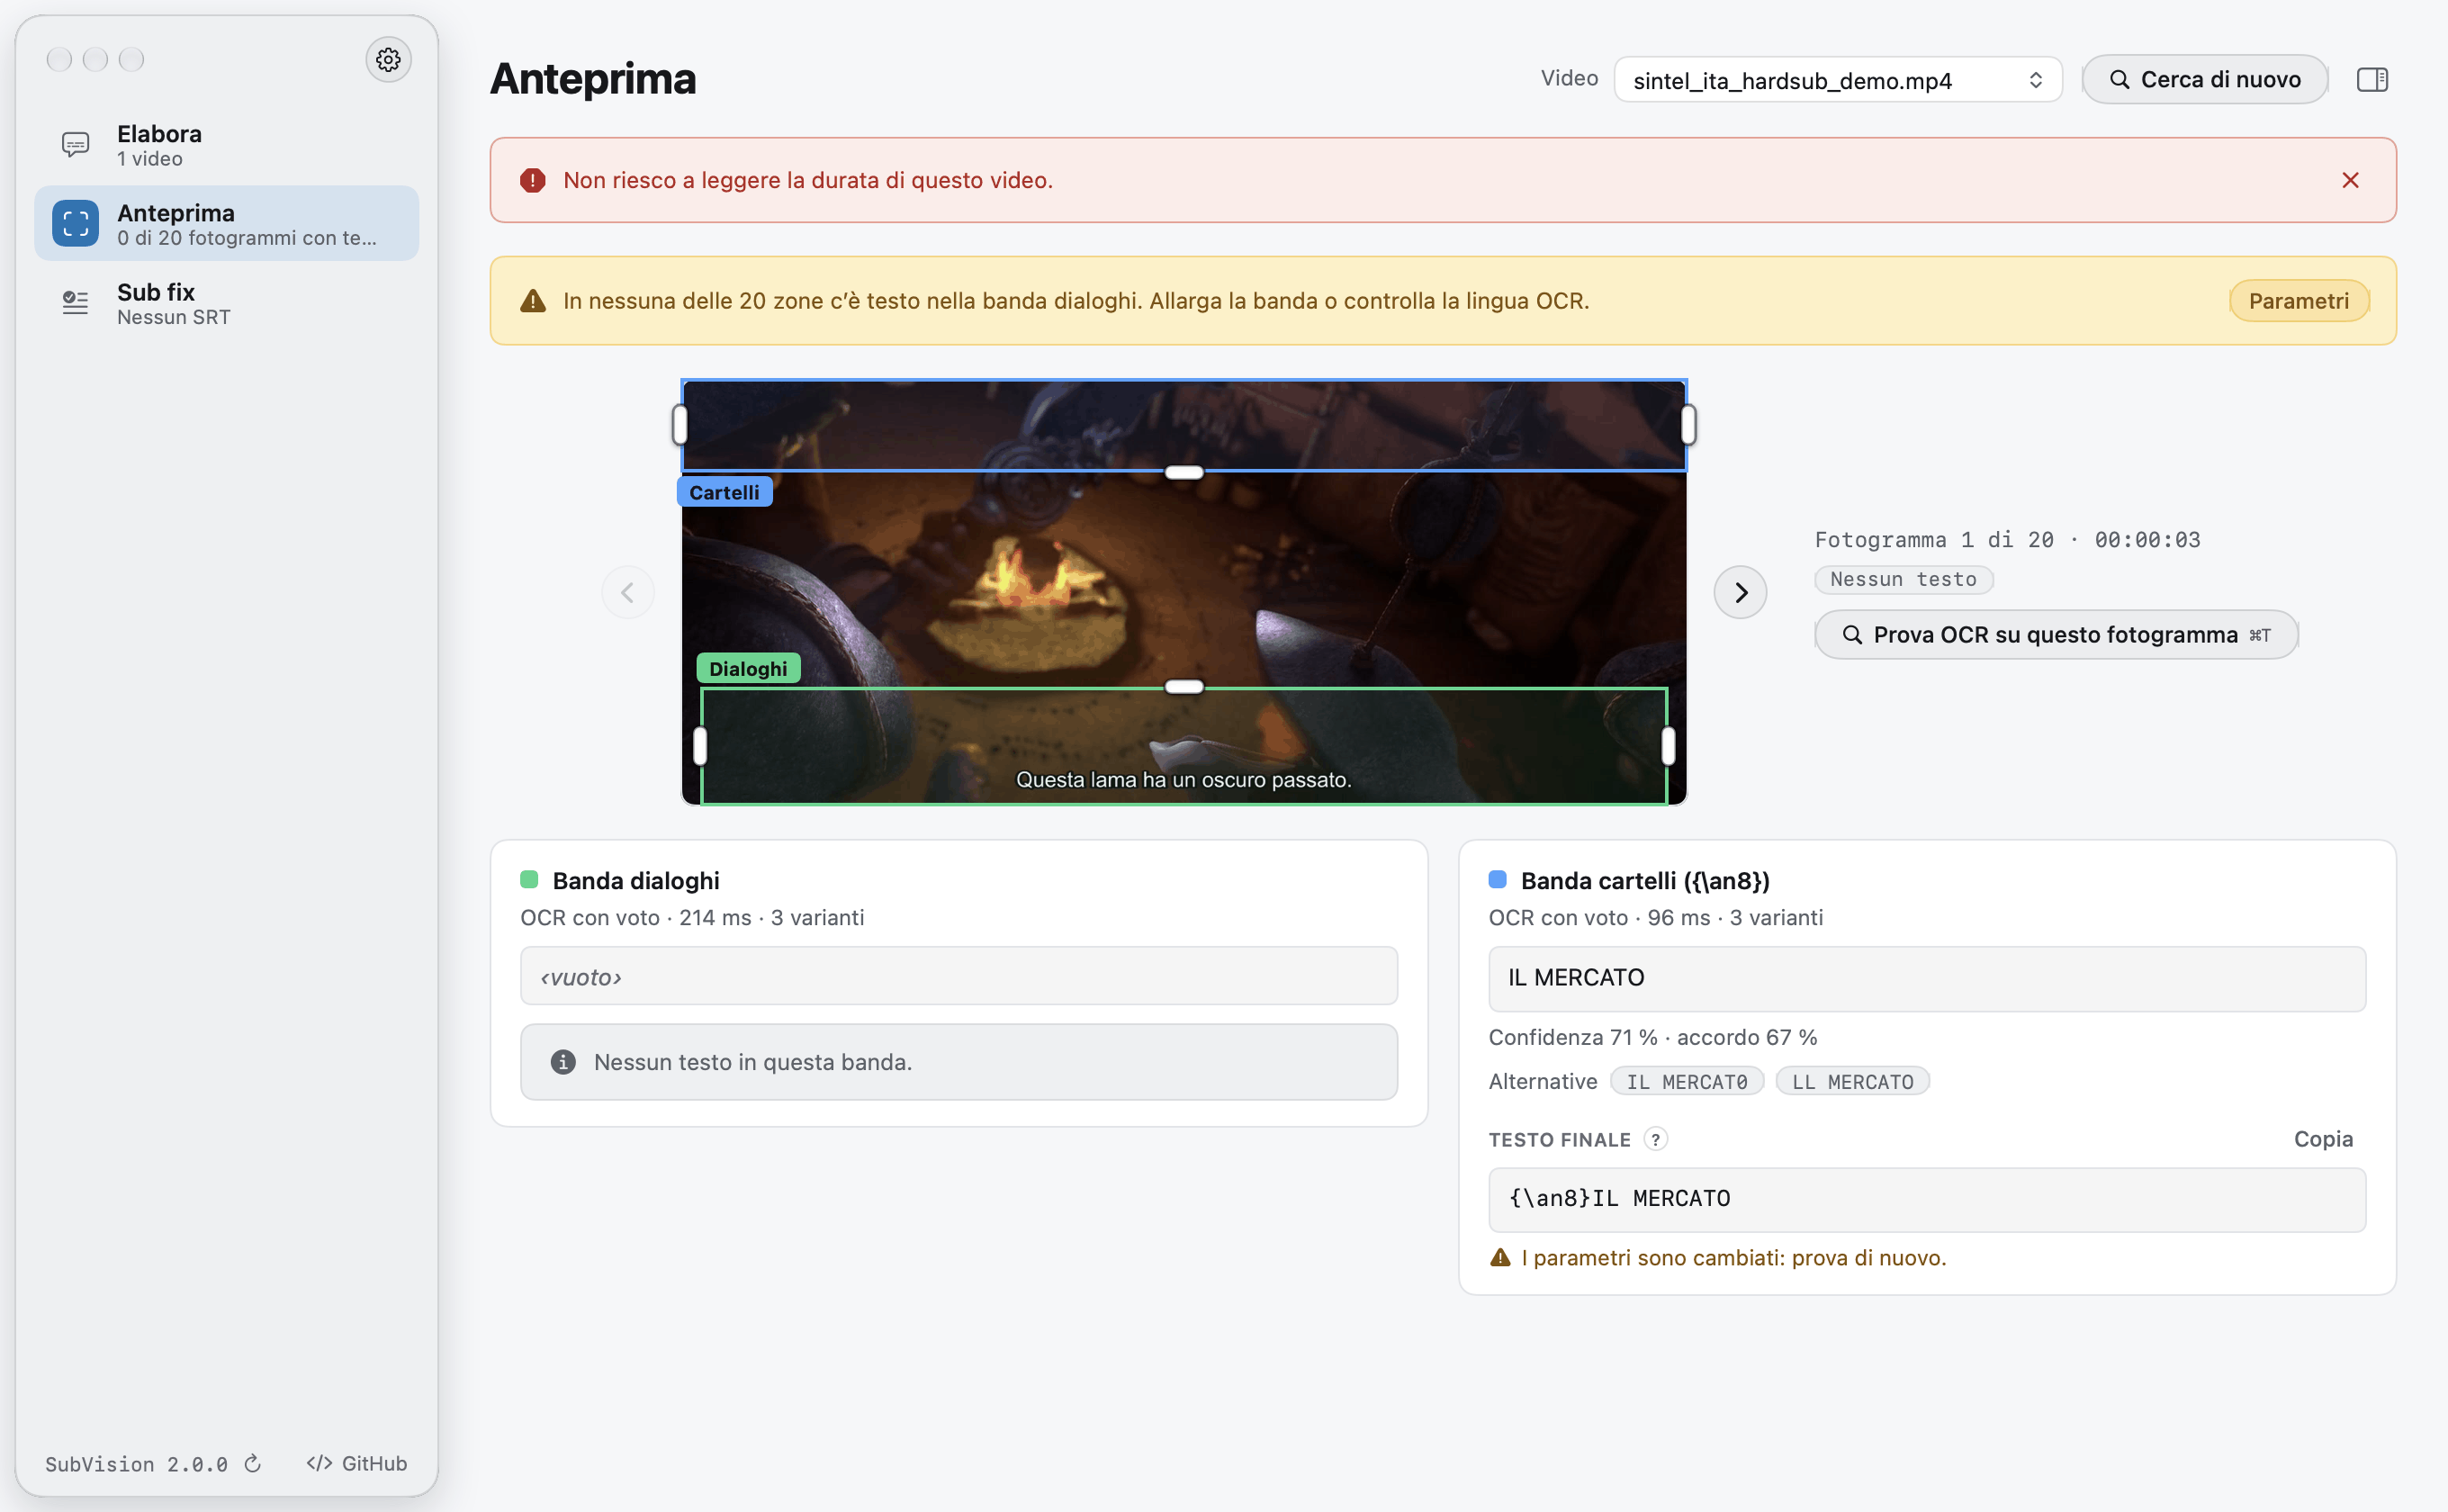 Elabora
1 video
Anteprima
0 di 20 fotogrammi con te...
Sub fix
Nessun SRT
SubVision 2.0.0
</> GitHub
Anteprima
Video
sintel_ita_hardsub_demo.mp4
Cerca di nuovo
Non riesco a leggere la durata di questo video.
In nessuna delle 20 zone c’è testo nella banda dialoghi. Allarga la banda o controlla la lingua OCR.
Parametri
Cartelli
Dialoghi
Questa lama ha un oscuro passato.
Fotogramma 1 di 20 · 00:00:03
Nessun testo
Prova OCR su questo fotogramma ⌘T
Banda dialoghi
OCR con voto · 214 ms · 3 varianti
‹vuoto›
Nessun testo in questa banda.
Banda cartelli ({\an8})
OCR con voto · 96 ms · 3 varianti
IL MERCATO
Confidenza 71 % · accordo 67 %
Alternative IL MERCAT0 LL MERCATO
TESTO FINALE ?
Copia
{\an8}IL MERCATO
I parametri sono cambiati: prova di nuovo.